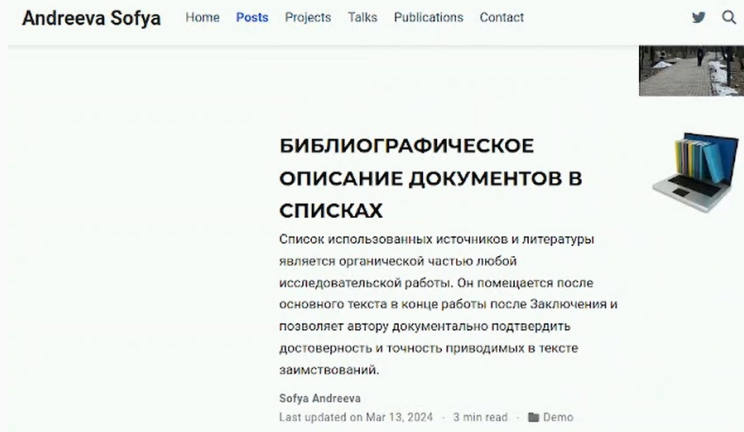 Andreeva Sofya Home Posts Projects Talks Publications Contact
БИБЛИОГРАФИЧЕСКОЕ
ОПИСАНИЕ ДОКУМЕНТОВ В
СПИСКАХ
Список использованных источников и литературы
является органической частью любой
исследовательской работы. Он помещается после
основного текста в конце работы после Заключения и
позволяет автору документально подтвердить
достоверность и точность приводимых в тексте
заимствований.
Sofya Andreeva
Last updated on Mar 13, 2024 · 3 min read · Demo